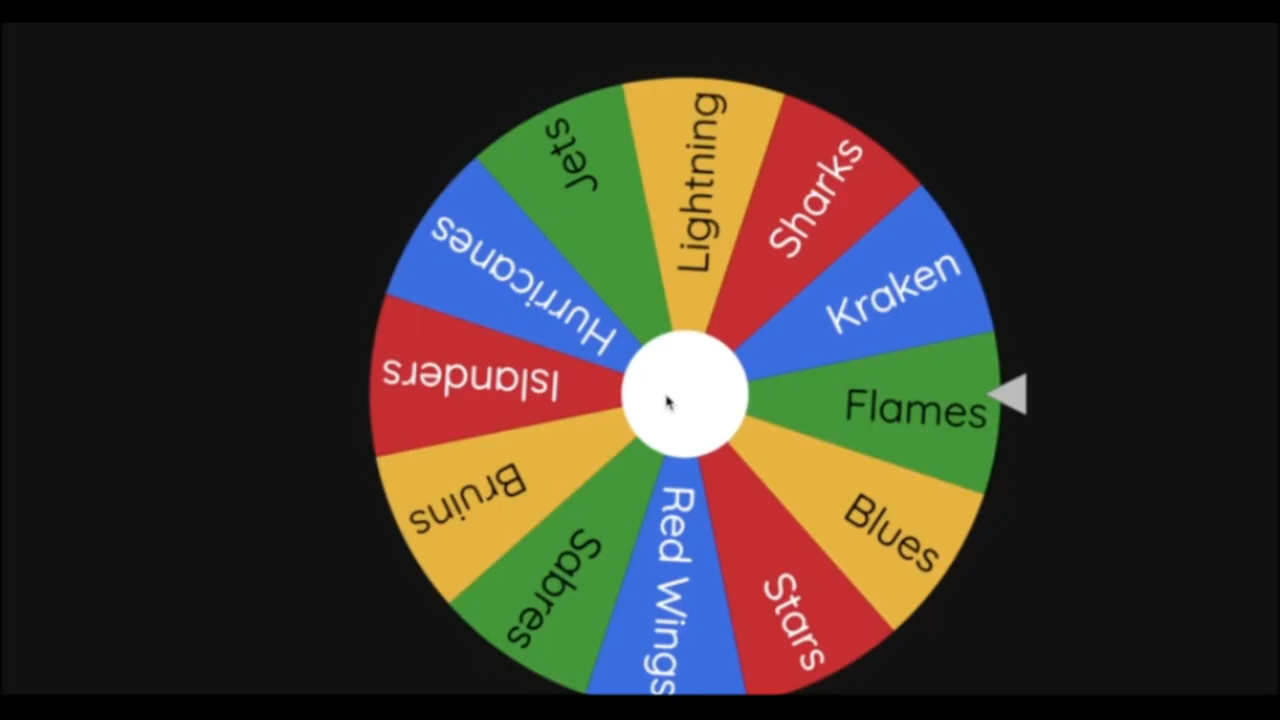 Lightning
Sharks
Kraken
Flames
Blues
Stars
Red Wings
Sabres
Bruins
Islanders
Hurricanes
Jets